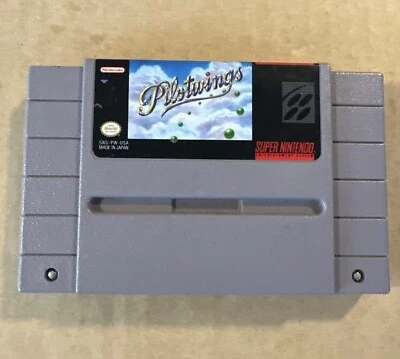 Nintendo
Pilotwings
SNS-PW-USA
MADE IN JAPAN
SUPER NINTENDO
ENTERTAINMENT SYSTEM